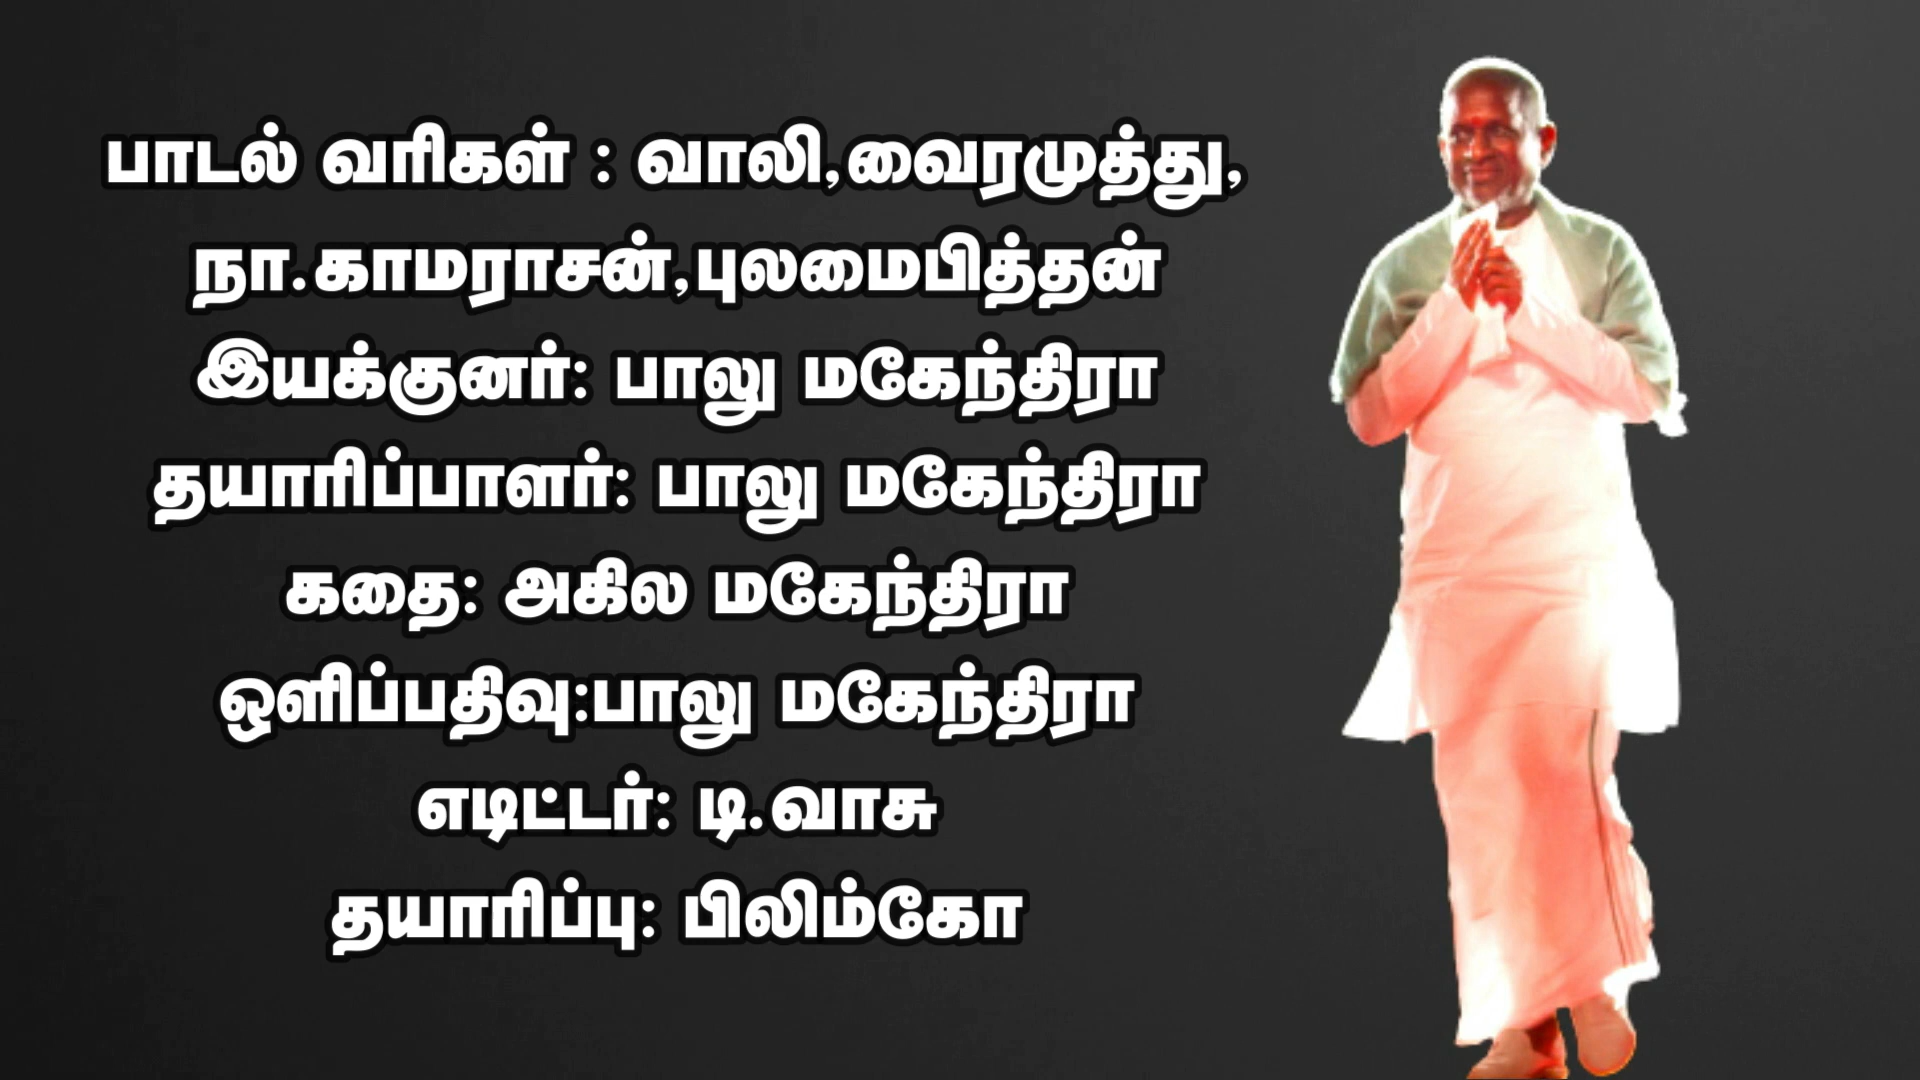 பாடல் வரிகள் : வாலி,வைரமுத்து,
நா.காமராசன்,புலமைபித்தன்
இயக்குனர்: பாலு மகேந்திரா
தயாரிப்பாளர்: பாலு மகேந்திரா
கதை: அகில மகேந்திரா
ஒளிப்பதிவு:பாலு மகேந்திரா
எடிட்டர்: டி.வாசு
தயாரிப்பு: பிலிம்கோ